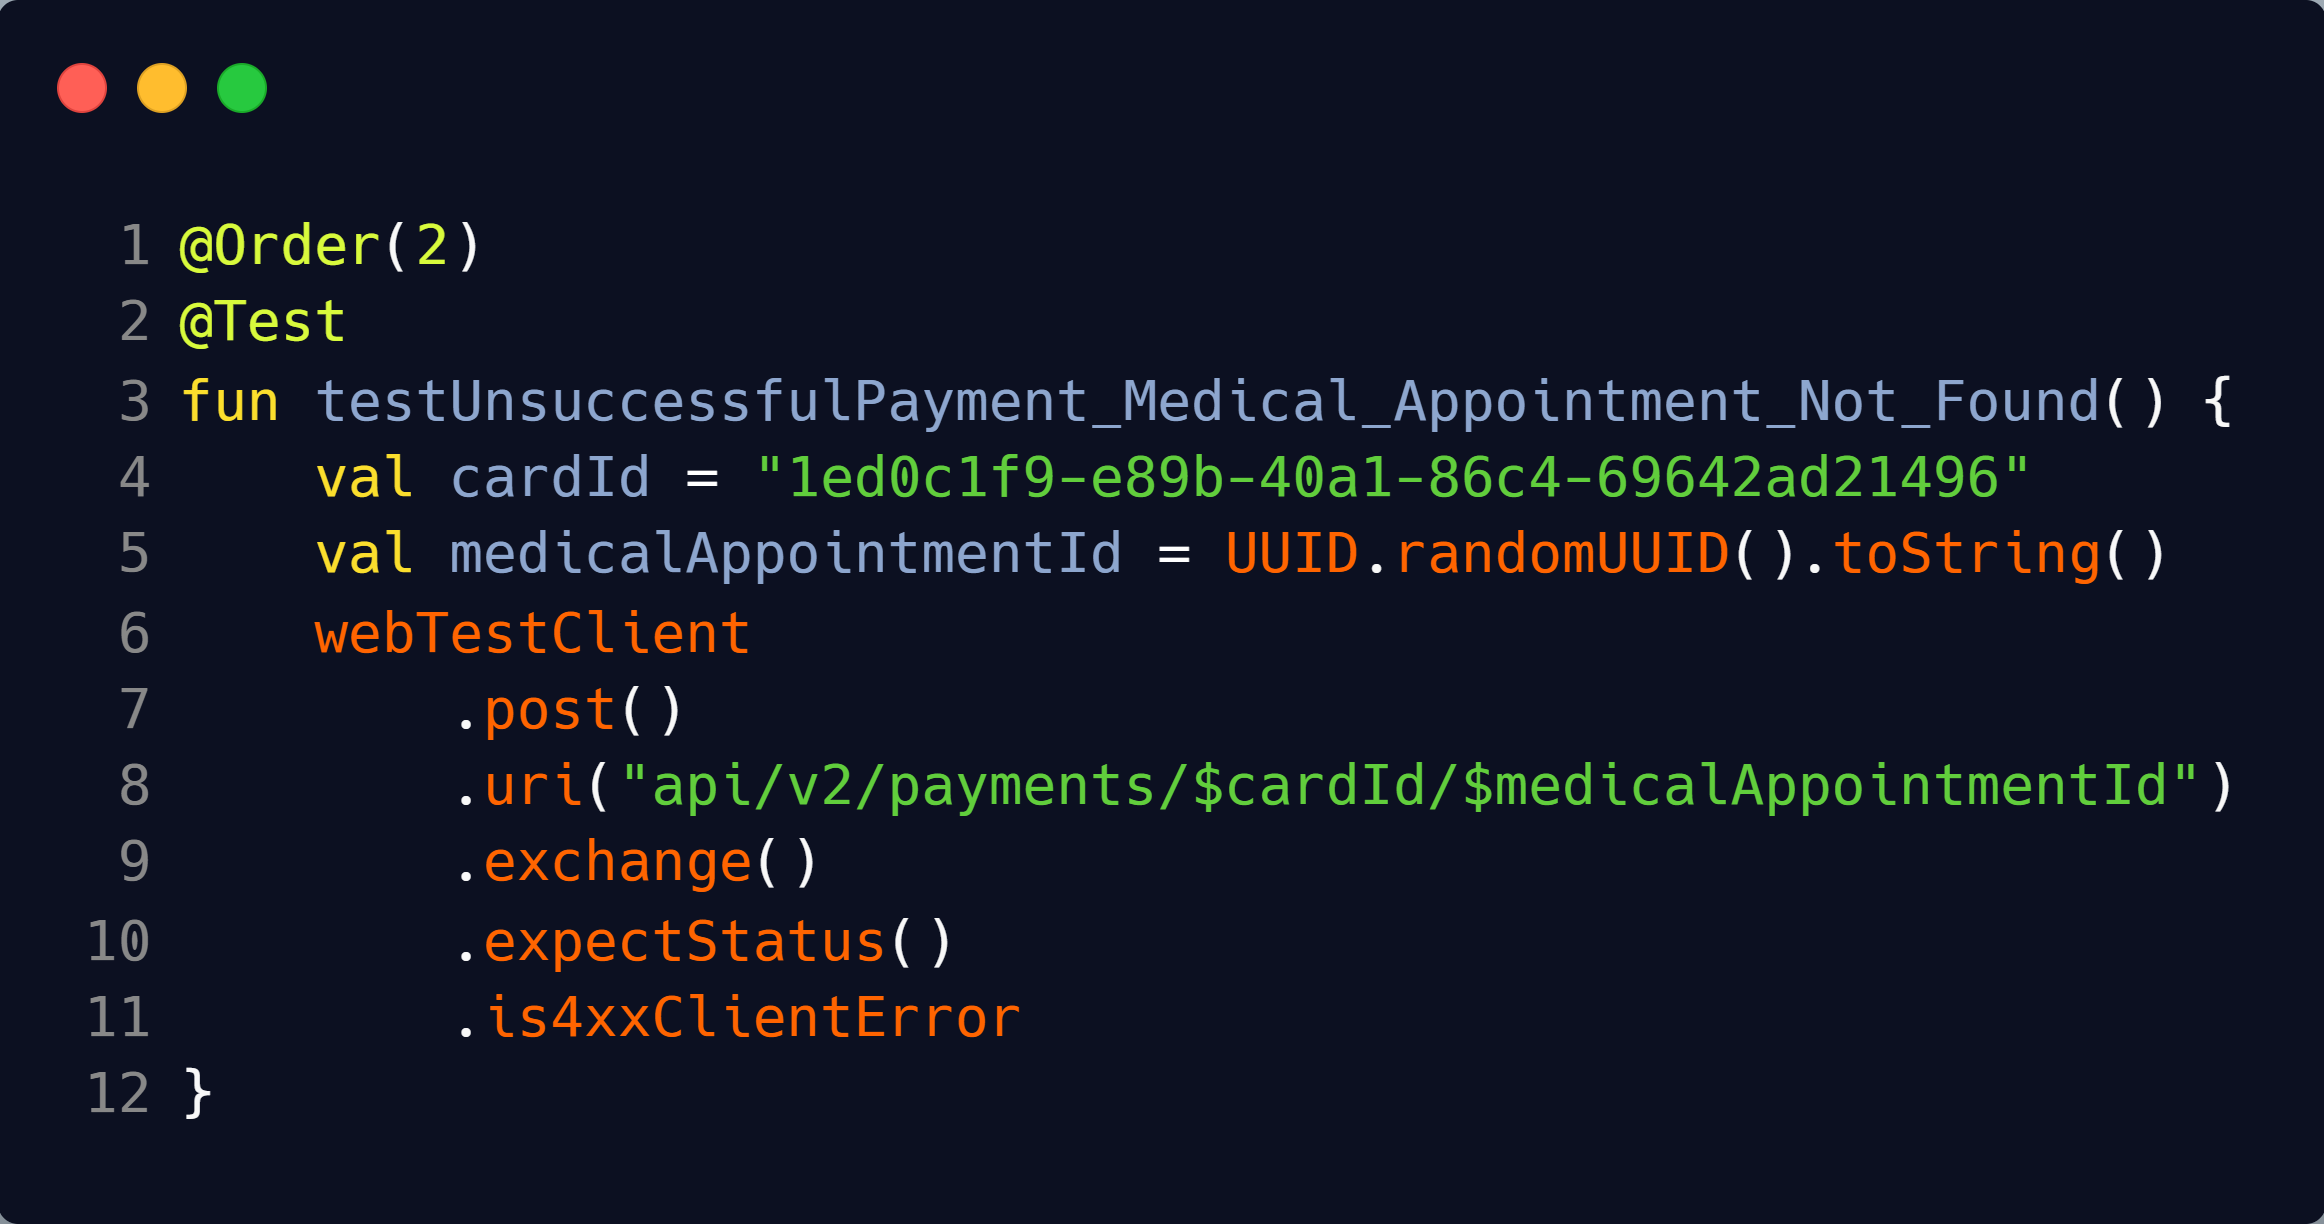 1 @Order(2)
2 @Test
3 fun testUnsuccessfulPayment_Medical_Appointment_Not_Found() {
4     val cardId = "1ed0c1f9-e89b-40a1-86c4-69642ad21496"
5     val medicalAppointmentId = UUID.randomUUID().toString()
6     webTestClient
7         .post()
8         .uri("api/v2/payments/$cardId/$medicalAppointmentId")
9         .exchange()
10         .expectStatus()
11         .is4xxClientError
12 }